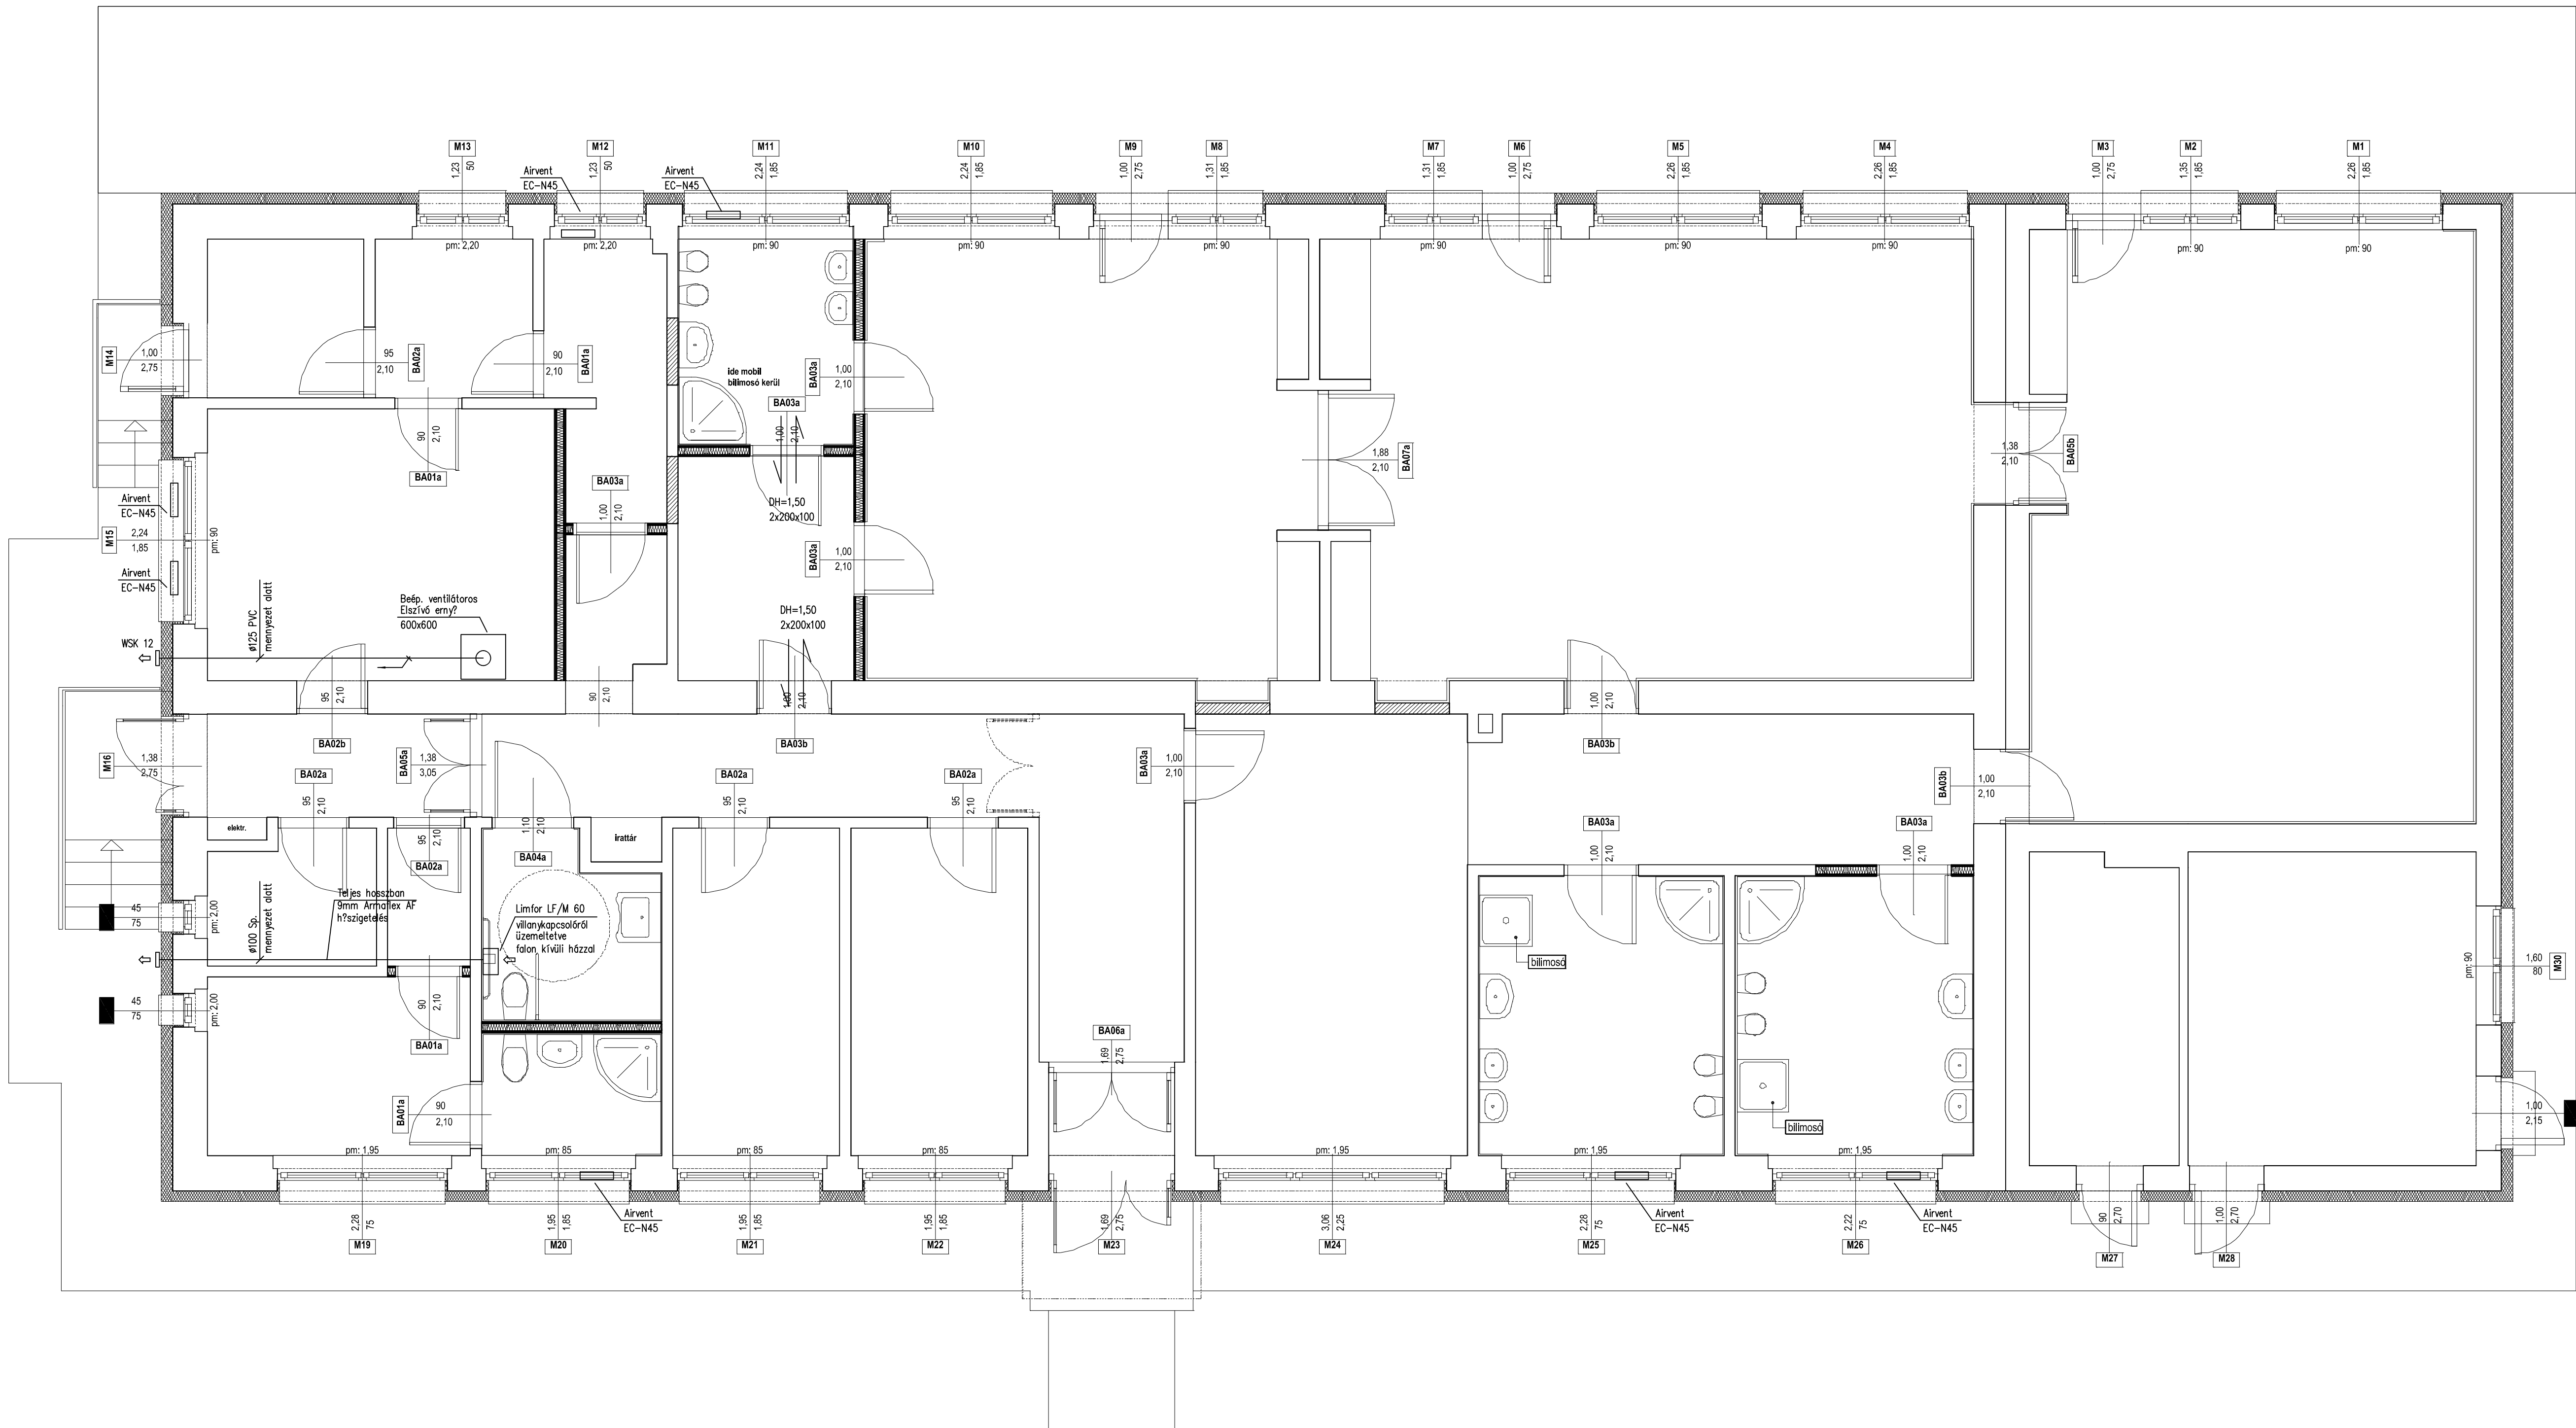 M13
1,23
50
M12
1,23
50
Airvent
EC-N45
M11
2,24
1,85
Airvent
EC-N45
M10
2,24
1,85
M9
1,00
2,75
M8
1,31
1,85
M7
1,31
1,85
M6
1,00
2,75
M5
2,26
1,85
M4
2,26
1,85
M3
1,00
2,75
M2
1,35
1,85
M1
2,26
1,85
pm: 2,20
pm: 2,20
pm: 90
pm: 90
pm: 90
pm: 90
pm: 90
pm: 90
pm: 90
pm: 90
M14
1,00
2,75
95
2,10
BA02a
90
2,10
BA01a
ide mobil
bilimosó kerül
BA03a
1,00
2,10
BA03a
1,00
2,10
90
2,10
BA01a
BA03a
1,00
2,10
DH=1,50
2x200x100
BA03a
1,00
2,10
1,88
2,10
BA07a
1,38
2,10
BA05b
Airvent
EC-N45
M15
2,24
1,85
pm: 90
Airvent
EC-N45
WSK 12
ø125 PVC
mennyezet alatt
Beép. ventilátoros
Elszívó erny?
600x600
DH=1,50
2x200x100
95
2,10
BA02b
90
2,10
1,00
2,10
BA03b
1,00
2,10
BA03b
M16
1,38
2,75
BA05a
1,38
3,05
BA02a
95
2,10
BA02a
95
2,10
BA02a
95
2,10
BA03a
1,00
2,10
BA03b
1,00
2,10
elektr.
95
2,10
BA02a
1,10
2,10
BA04a
irattár
BA03a
1,00
2,10
BA03a
1,00
2,10
45
75
pm: 2,00
ø100 Sp.
mennyezet alatt
Teljes hosszban
9mm Armaflex AF
h?szigetelés
Limfor LF/M 60
villanykapcsolóról
üzemeltetve
falon kívüli házzal
bilimosó
pm: 90
1,60
80
M30
45
75
pm: 2,00
90
2,10
BA01a
BA01a
90
2,10
BA06a
1,69
2,75
bilimosó
1,00
2,15
pm: 1,95
pm: 85
pm: 85
pm: 85
pm: 1,95
pm: 1,95
pm: 1,95
2,28
75
M19
1,95
1,85
M20
Airvent
EC-N45
1,95
1,85
M21
1,95
1,85
M22
1,69
2,75
M23
3,06
2,25
M24
2,28
75
M25
Airvent
EC-N45
2,22
75
M26
Airvent
EC-N45
90
2,70
M27
1,00
2,70
M28